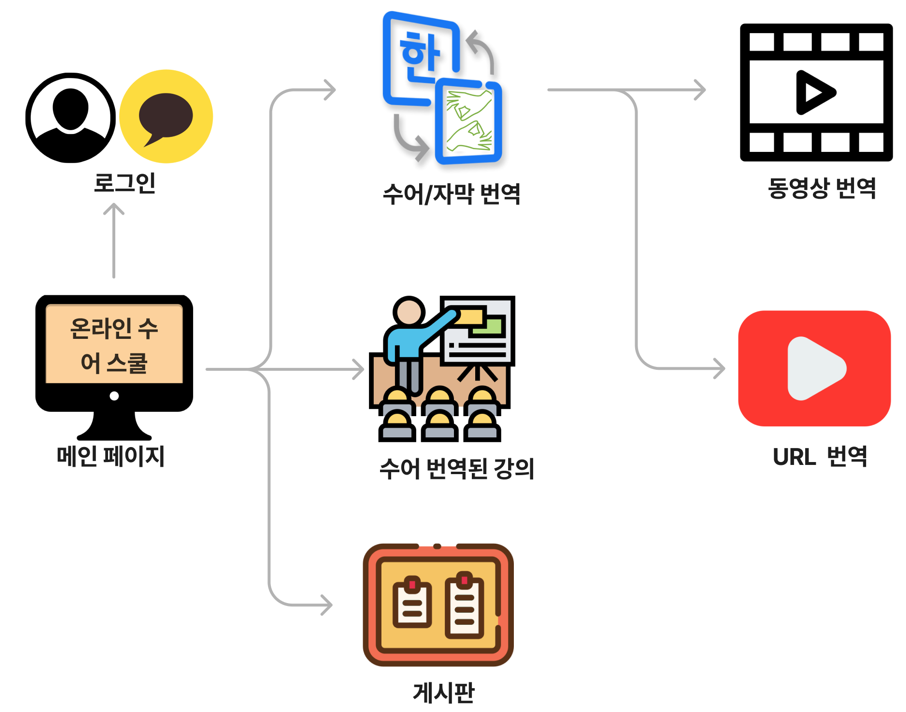 한
로그인
수어/자막 번역
동영상 번역
온라인 수
어 스쿨
메인 페이지
수어 번역된 강의
URL 번역
게시판